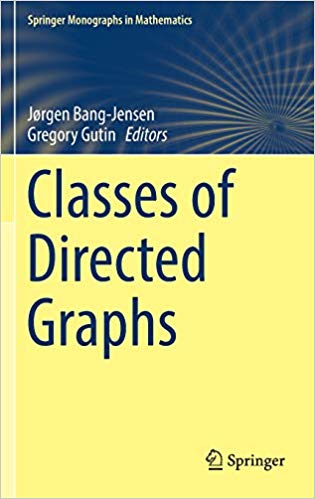 Springer Monographs in Mathematics
Jørgen Bang-Jensen
Gregory Gutin Editors
Classes of
Directed
Graphs
Springer